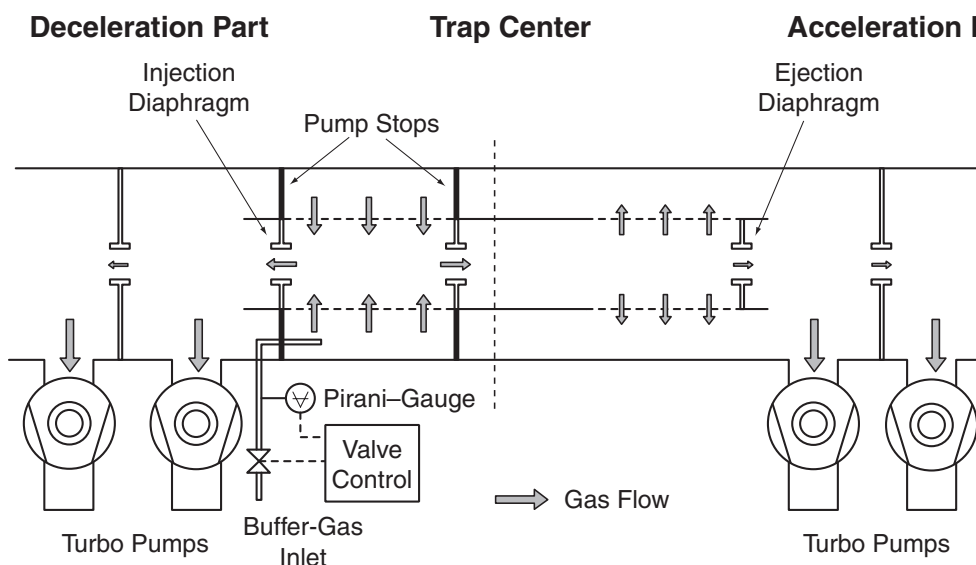 Deceleration Part
Trap Center
Acceleration
Injection
Diaphragm
Pump Stops
Ejection
Diaphragm
Pirani–Gauge
Valve
Control
Gas Flow
Buffer-Gas
Inlet
Turbo Pumps
Turbo Pumps